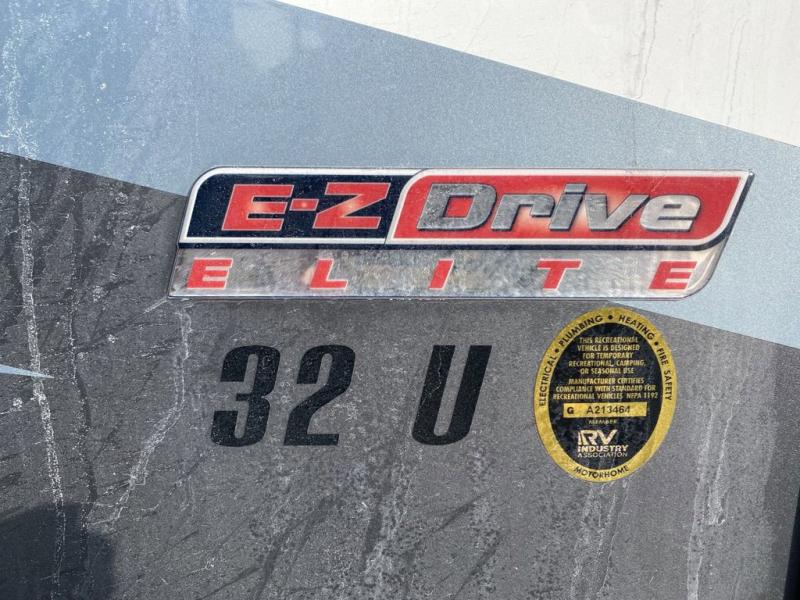 E-Z Drive
ELITE
32 U
ELECTRICAL • PLUMBING • HEATING • FIRE SAFETY
THIS RECREATIONAL
VEHICLE IS DESIGNED
FOR TEMPORARY
RECREATIONAL, CAMPING,
OR SEASONAL USE
MANUFACTURER CERTIFIES
COMPLIANCE WITH STANDARD FOR
RECREATIONAL VEHICLES NFPA 1192
G A213464
MEMBER
RV
INDUSTRY
ASSOCIATION
MOTORHOME